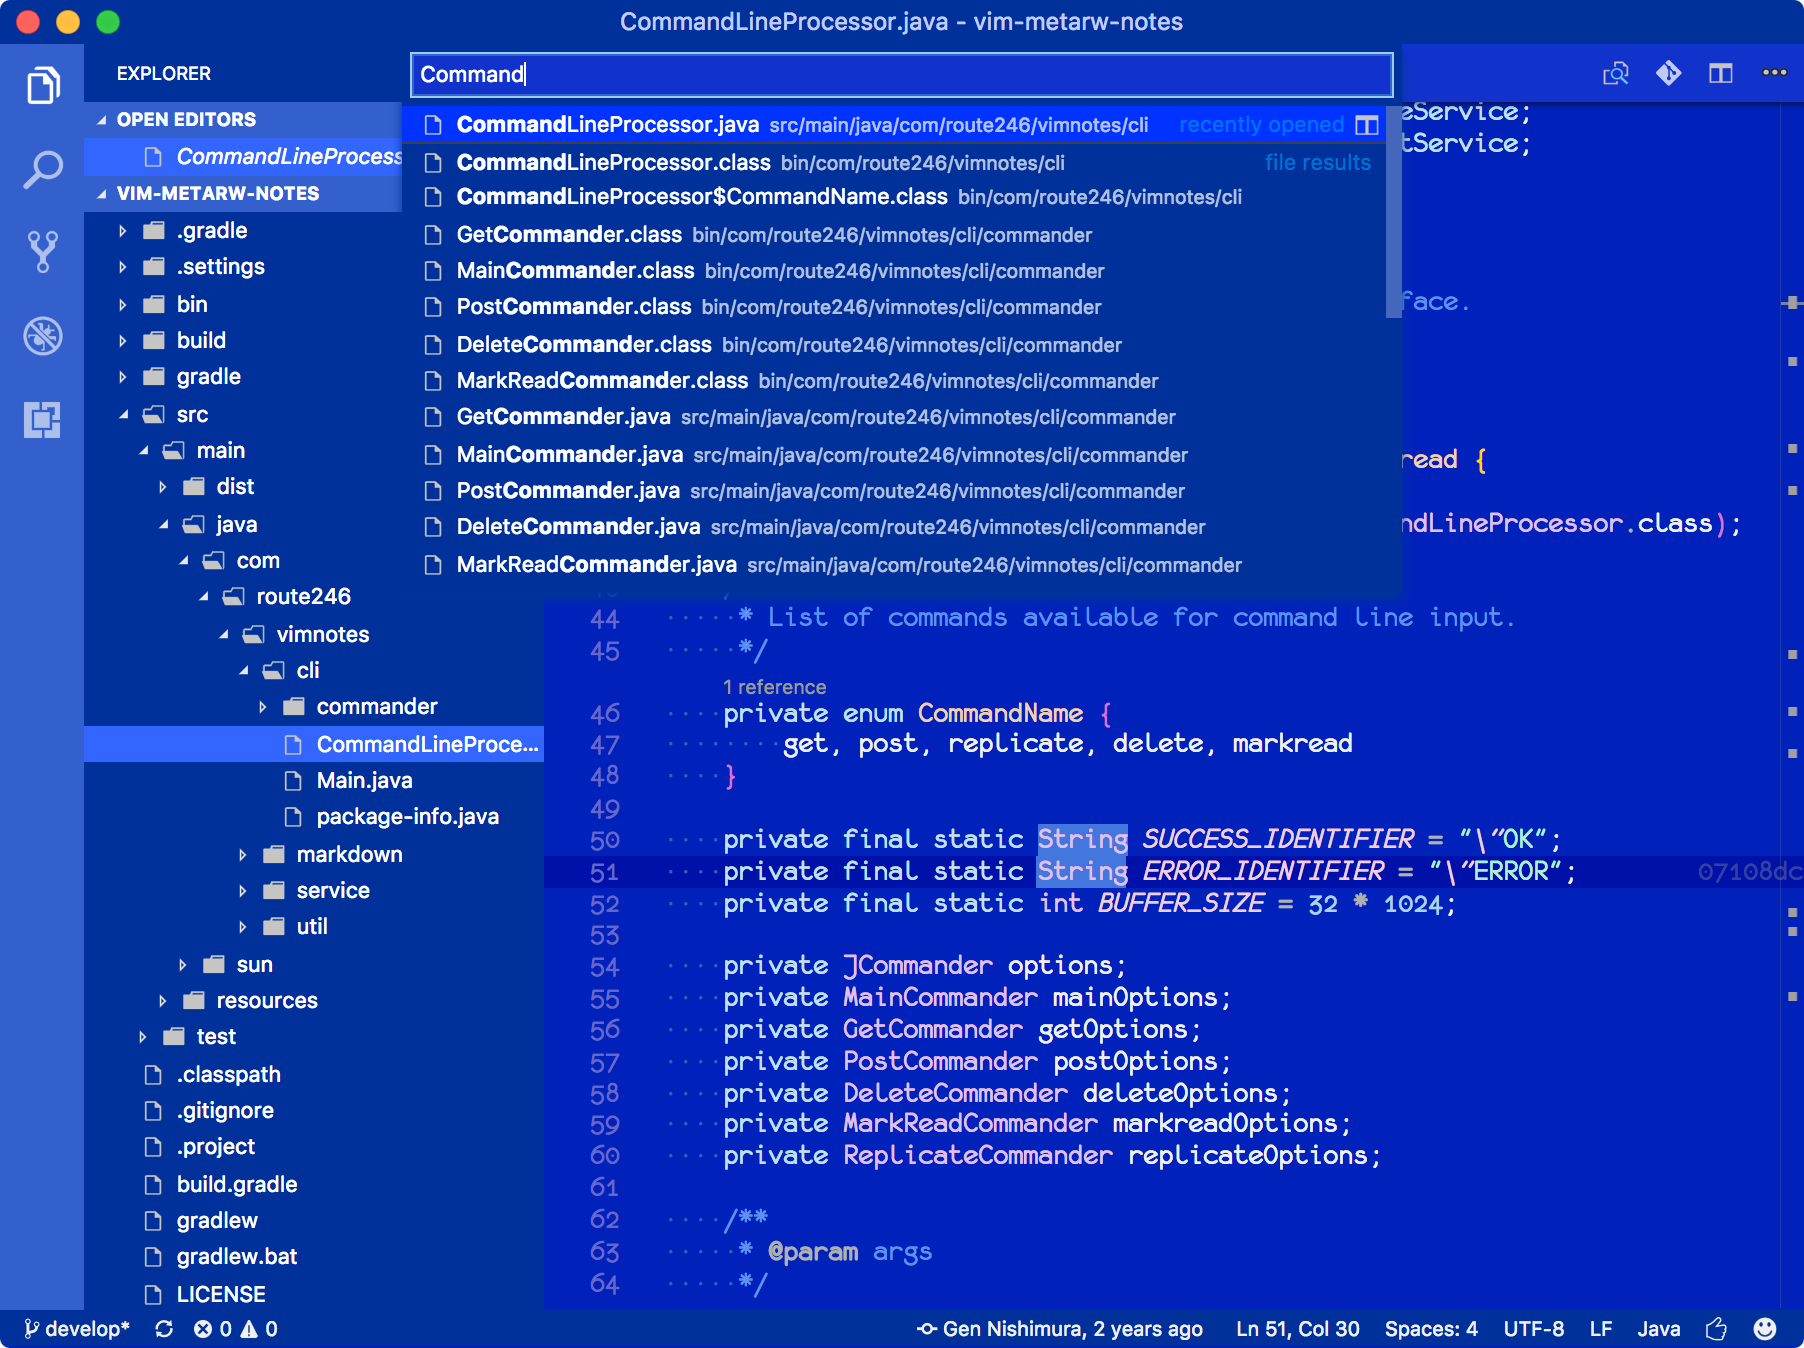 CommandLineProcessor.java - vim-metarw-notes
EXPLORER
OPEN EDITORS
CommandLineProcess
VIM-METARW-NOTES
.gradle
.settings
bin
build
gradle
src
main
dist
java
com
route246
vimnotes
cli
commander
CommandLineProce...
Main.java
package-info.java
markdown
service
util
sun
resources
test
.classpath
.gitignore
.project
build.gradle
gradlew
gradlew.bat
LICENSE
Command
CommandLineProcessor.java src/main/java/com/route246/vimnotes/cli recently opened
CommandLineProcessor.class bin/com/route246/vimnotes/cli file results
CommandLineProcessor$CommandName.class bin/com/route246/vimnotes/cli
GetCommander.class bin/com/route246/vimnotes/cli/commander
MainCommander.class bin/com/route246/vimnotes/cli/commander
PostCommander.class bin/com/route246/vimnotes/cli/commander
DeleteCommander.class bin/com/route246/vimnotes/cli/commander
MarkReadCommander.class bin/com/route246/vimnotes/cli/commander
GetCommander.java src/main/java/com/route246/vimnotes/cli/commander
MainCommander.java src/main/java/com/route246/vimnotes/cli/commander
PostCommander.java src/main/java/com/route246/vimnotes/cli/commander
DeleteCommander.java src/main/java/com/route246/vimnotes/cli/commander
MarkReadCommander.java src/main/java/com/route246/vimnotes/cli/commander
eService;
tService;
face.
read {
ndLineProcessor.class);
44 * List of commands available for command line input.
45 */
1 reference
46 private enum CommandName {
47 get, post, replicate, delete, markread
48 }
49
50 private final static String SUCCESS_IDENTIFIER = "\"OK";
51 private final static String ERROR_IDENTIFIER = "\"ERROR"; 07108dc
52 private final static int BUFFER_SIZE = 32 * 1024;
53
54 private JCommander options;
55 private MainCommander mainOptions;
56 private GetCommander getOptions;
57 private PostCommander postOptions;
58 private DeleteCommander deleteOptions;
59 private MarkReadCommander markreadOptions;
60 private ReplicateCommander replicateOptions;
61
62 /**
63 * @param args
64 */
develop* 0 0 Gen Nishimura, 2 years ago Ln 51, Col 30 Spaces: 4 UTF-8 LF Java